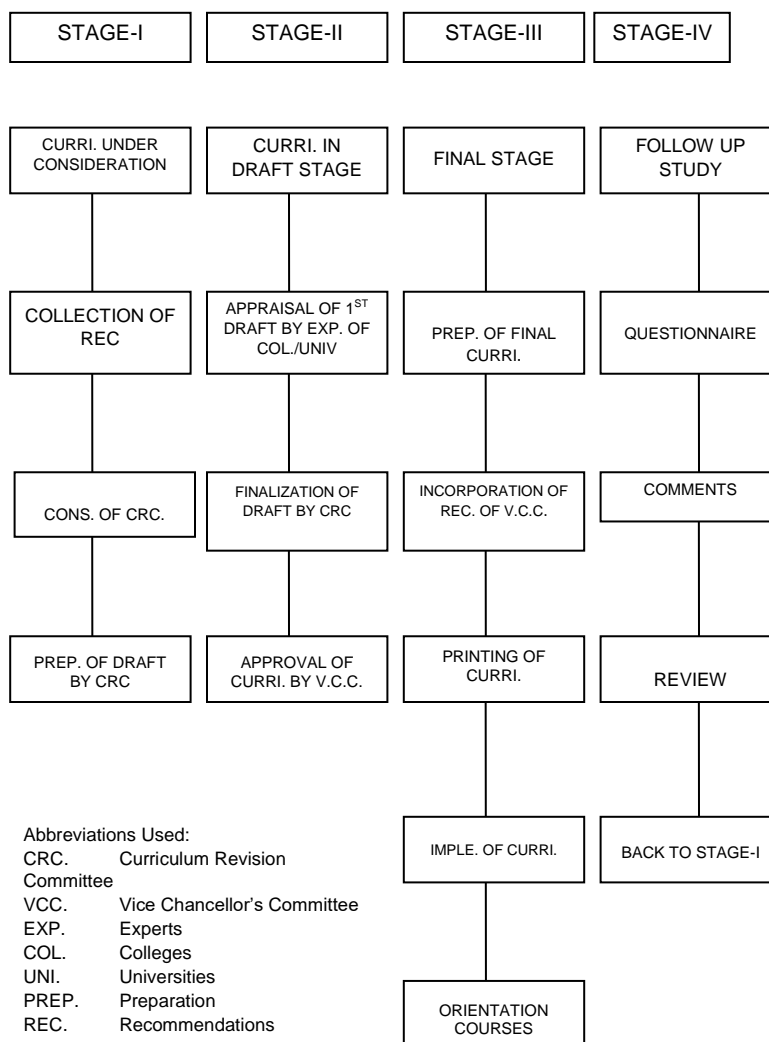 STAGE-I
STAGE-II
STAGE-III
STAGE-IV
CURRI. UNDER
CONSIDERATION
CURRI. IN
DRAFT STAGE
FINAL STAGE
FOLLOW UP
STUDY
COLLECTION OF
REC
APPRAISAL OF 1ST
DRAFT BY EXP. OF
COL./UNIV
PREP. OF FINAL
CURRI.
QUESTIONNAIRE
CONS. OF CRC.
FINALIZATION OF
DRAFT BY CRC
INCORPORATION OF
REC. OF V.C.C.
COMMENTS
PREP. OF DRAFT
BY CRC
APPROVAL OF
CURRI. BY V.C.C.
PRINTING OF
CURRI.
REVIEW
IMPLE. OF CURRI.
BACK TO STAGE-I
ORIENTATION
COURSES
Abbreviations Used:
CRC. Curriculum Revision
Committee
VCC. Vice Chancellor’s Committee
EXP. Experts
COL. Colleges
UNI. Universities
PREP. Preparation
REC. Recommendations